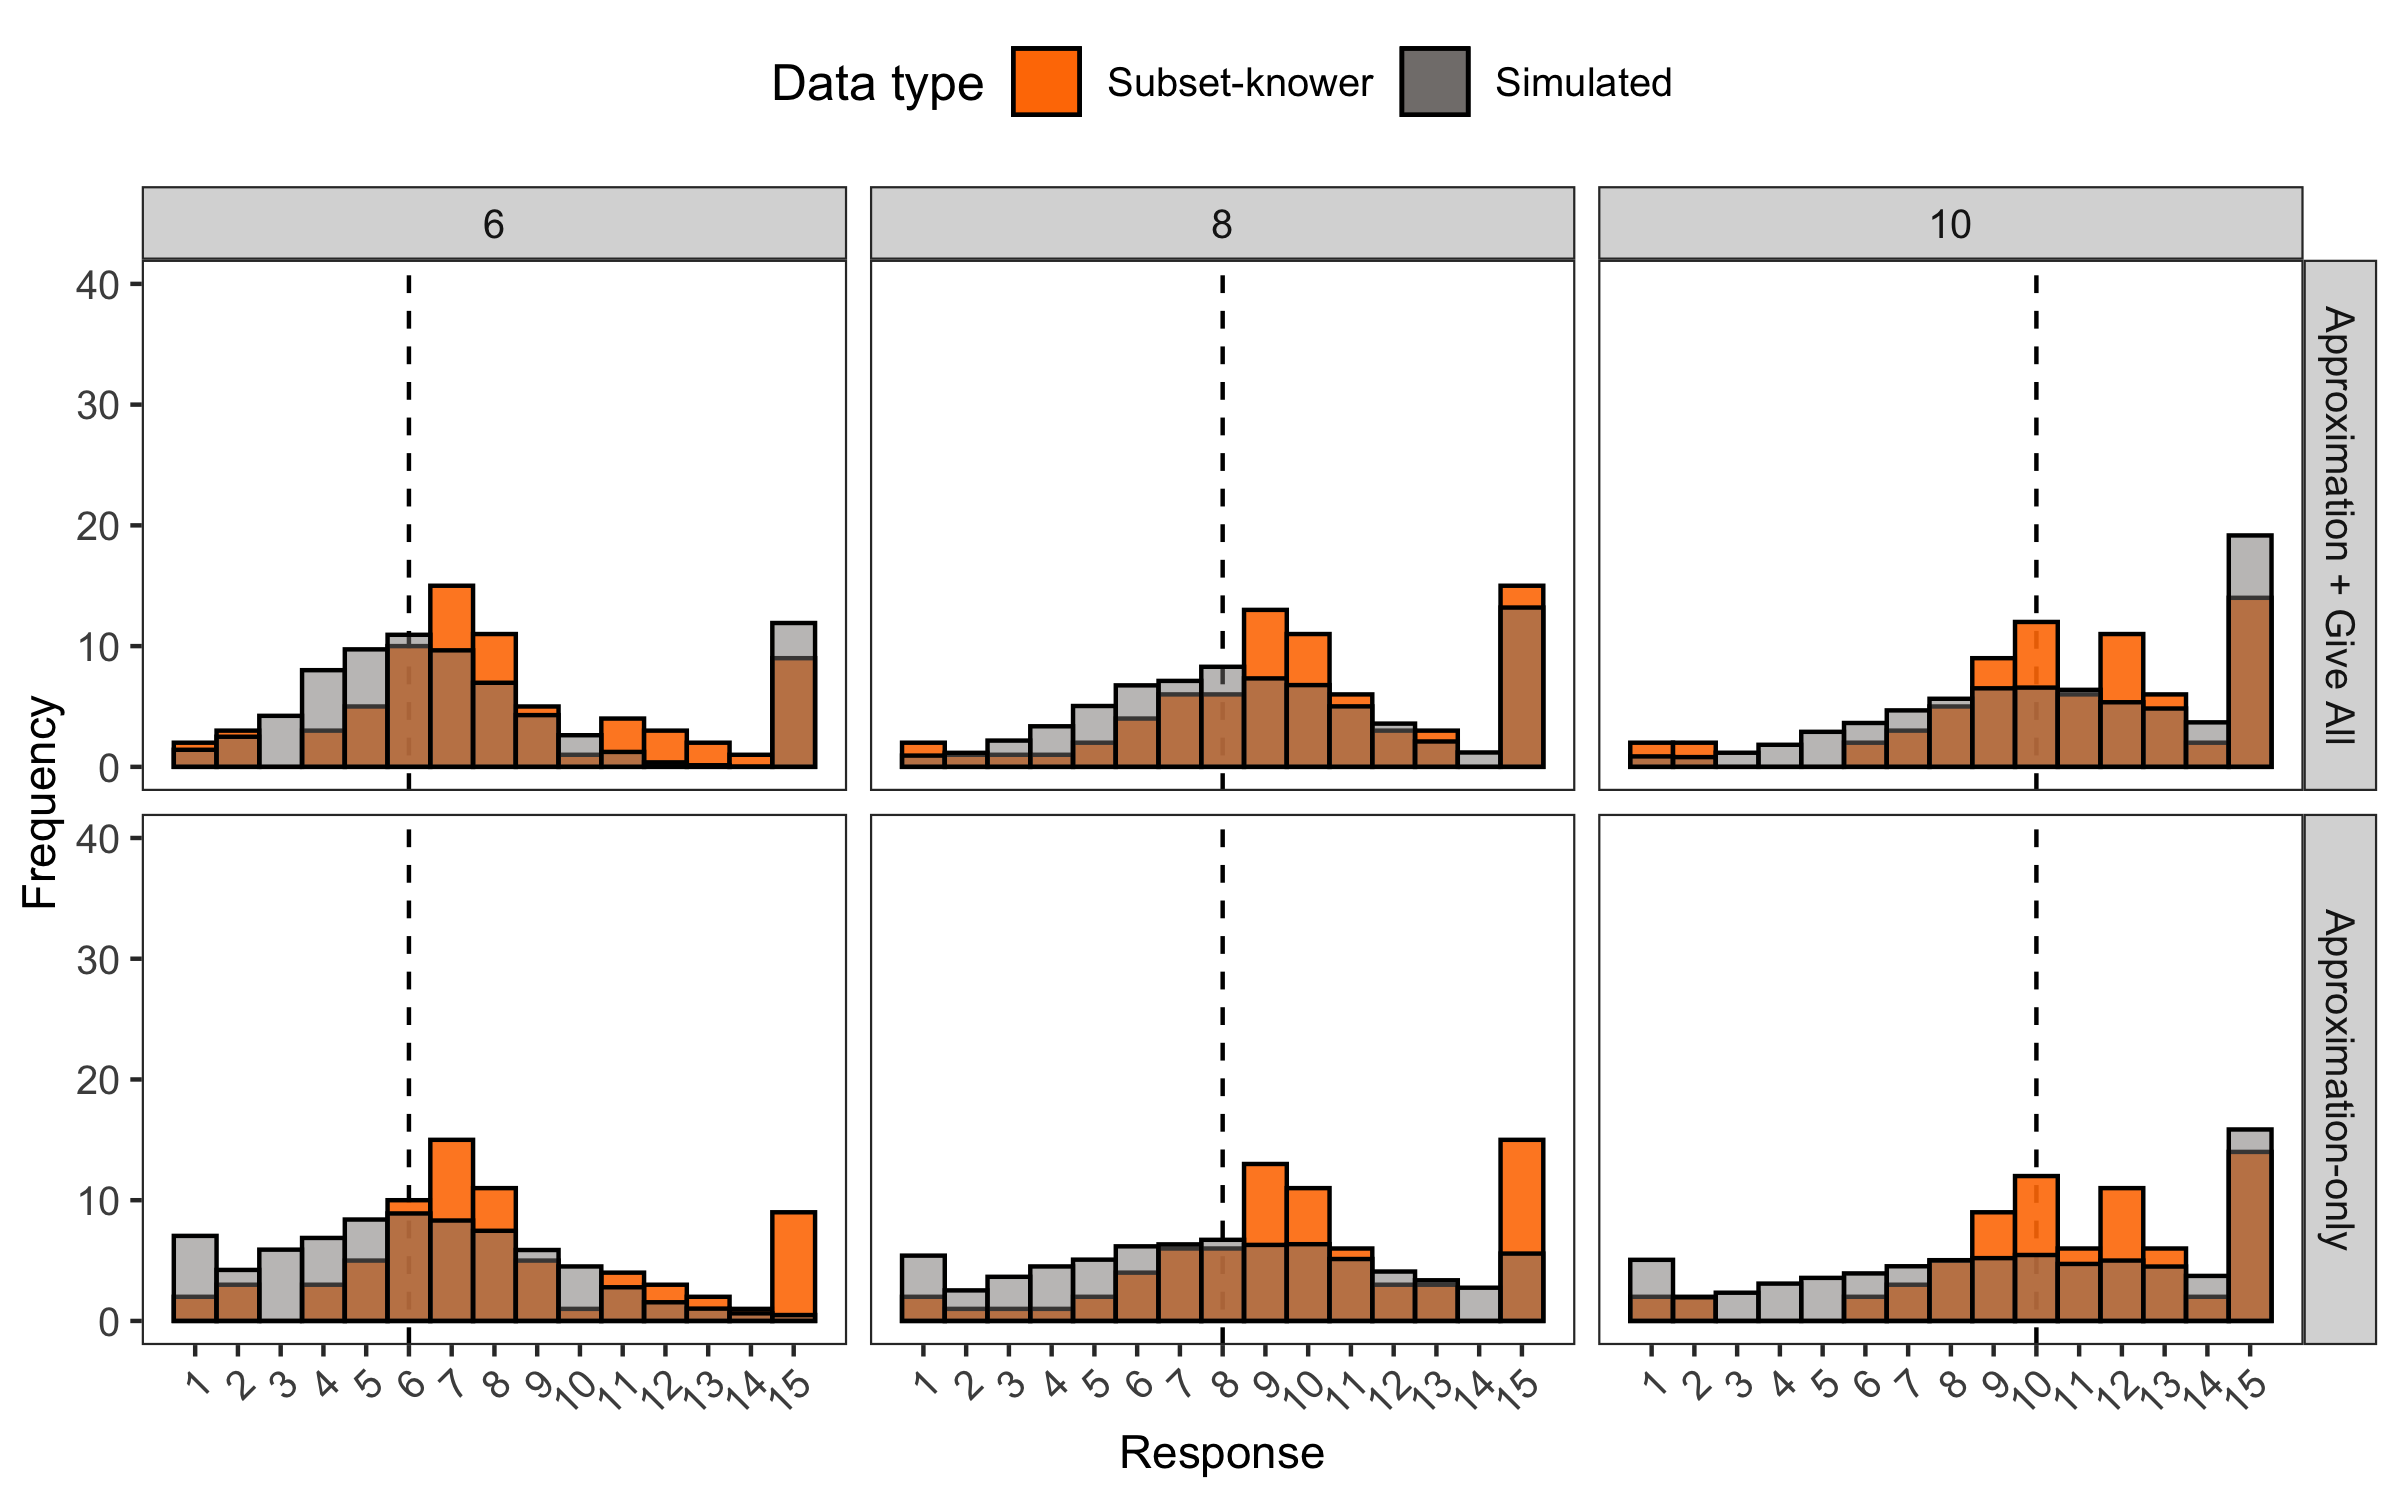 Data type Subset-knower Simulated
6 8 10
40
30
20
10
0
Approximation + Give All
40
30
20
10
0
Approximation-only
Frequency
1 2 3 4 5 6 7 8 9 10 11 12 13 14 15
1 2 3 4 5 6 7 8 9 10 11 12 13 14 15
1 2 3 4 5 6 7 8 9 10 11 12 13 14 15
Response